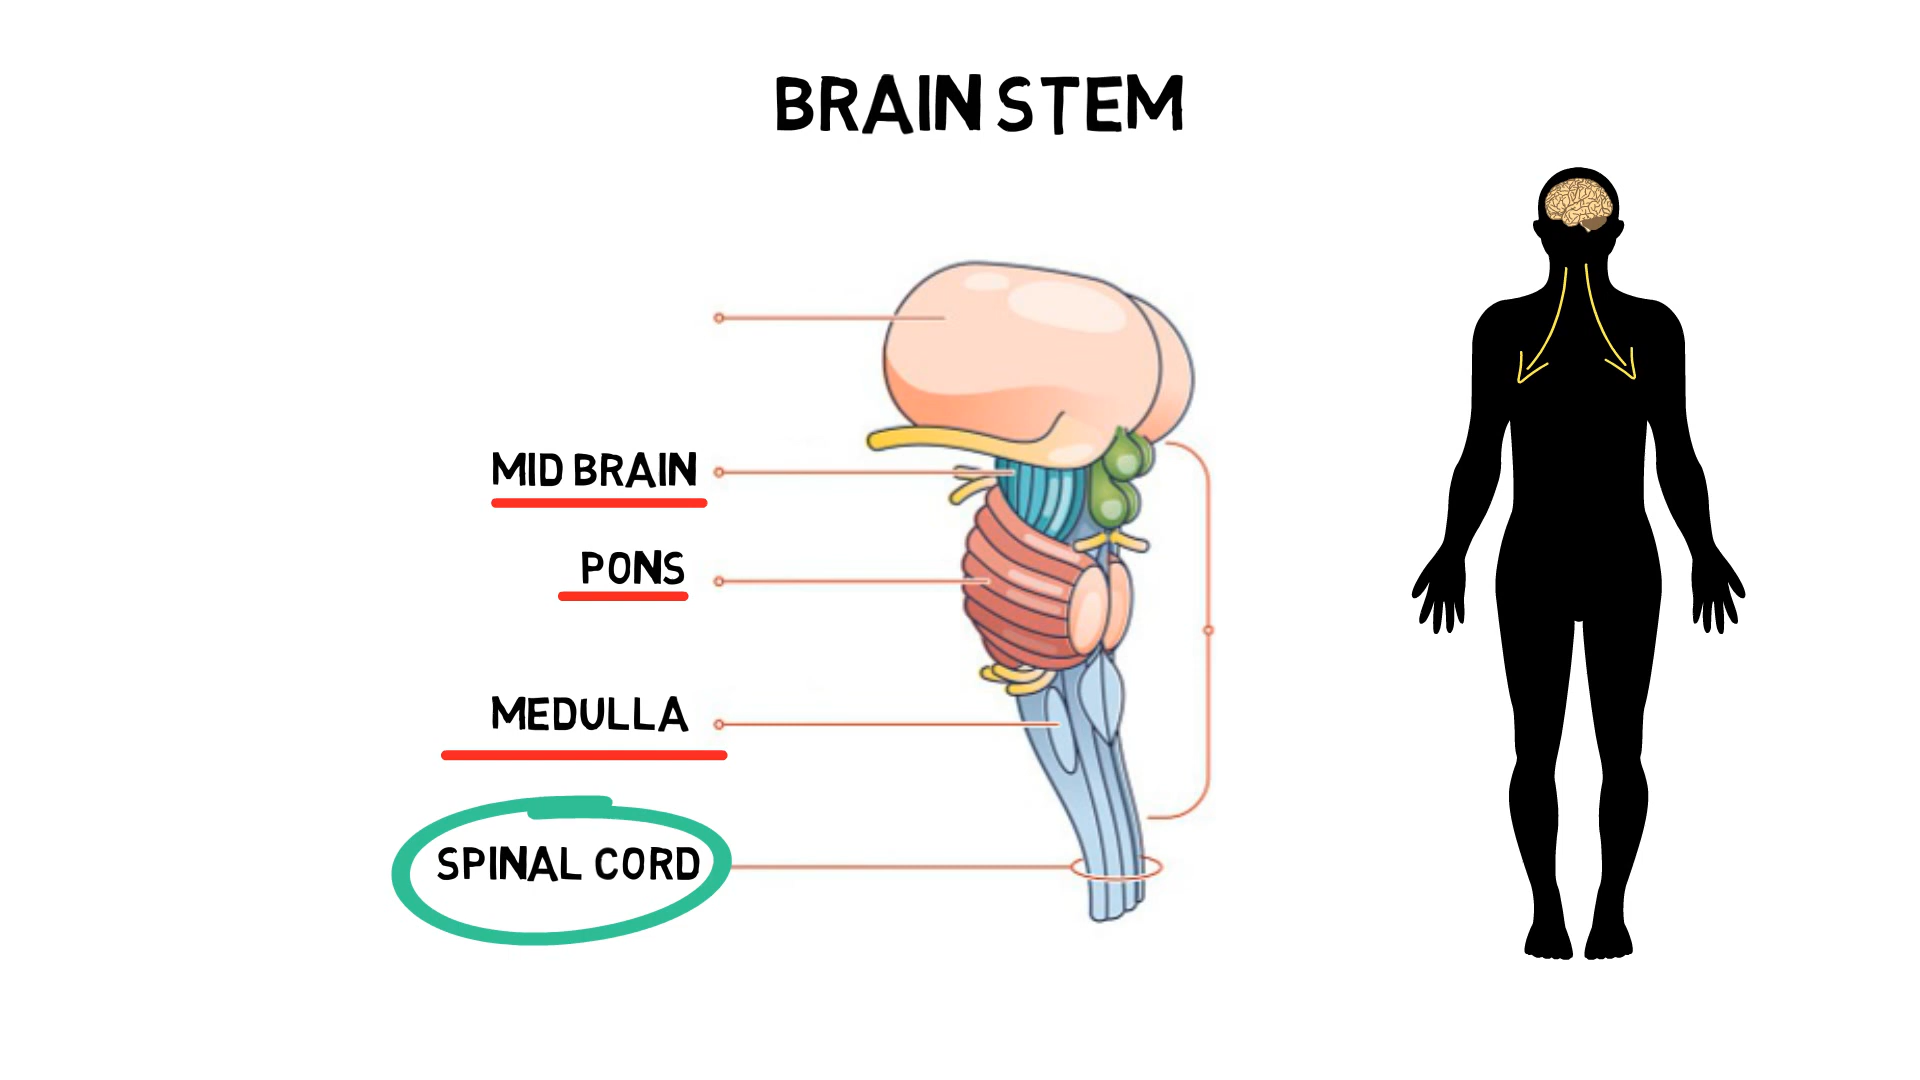 BRAIN STEM
MID BRAIN
PONS
MEDULLA
SPINAL CORD